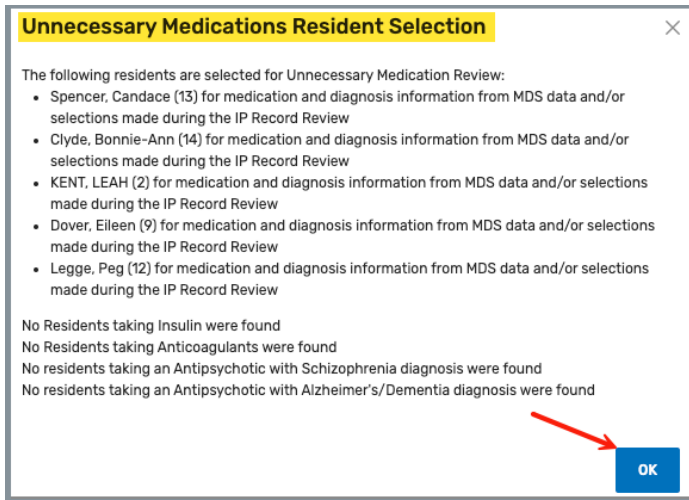 Unnecessary Medications Resident Selection
The following residents are selected for Unnecessary Medication Review:
• Spencer, Candace (13) for medication and diagnosis information from MDS data and/or
selections made during the IP Record Review
• Clyde, Bonnie-Ann (14) for medication and diagnosis information from MDS data and/or
selections made during the IP Record Review
• KENT, LEAH (2) for medication and diagnosis information from MDS data and/or selections
made during the IP Record Review
• Dover, Eileen (9) for medication and diagnosis information from MDS data and/or selections
made during the IP Record Review
• Legge, Peg (12) for medication and diagnosis information from MDS data and/or selections
made during the IP Record Review
No Residents taking Insulin were found
No Residents taking Anticoagulants were found
No residents taking an Antipsychotic with Schizophrenia diagnosis were found
No residents taking an Antipsychotic with Alzheimer's/Dementia diagnosis were found
OK